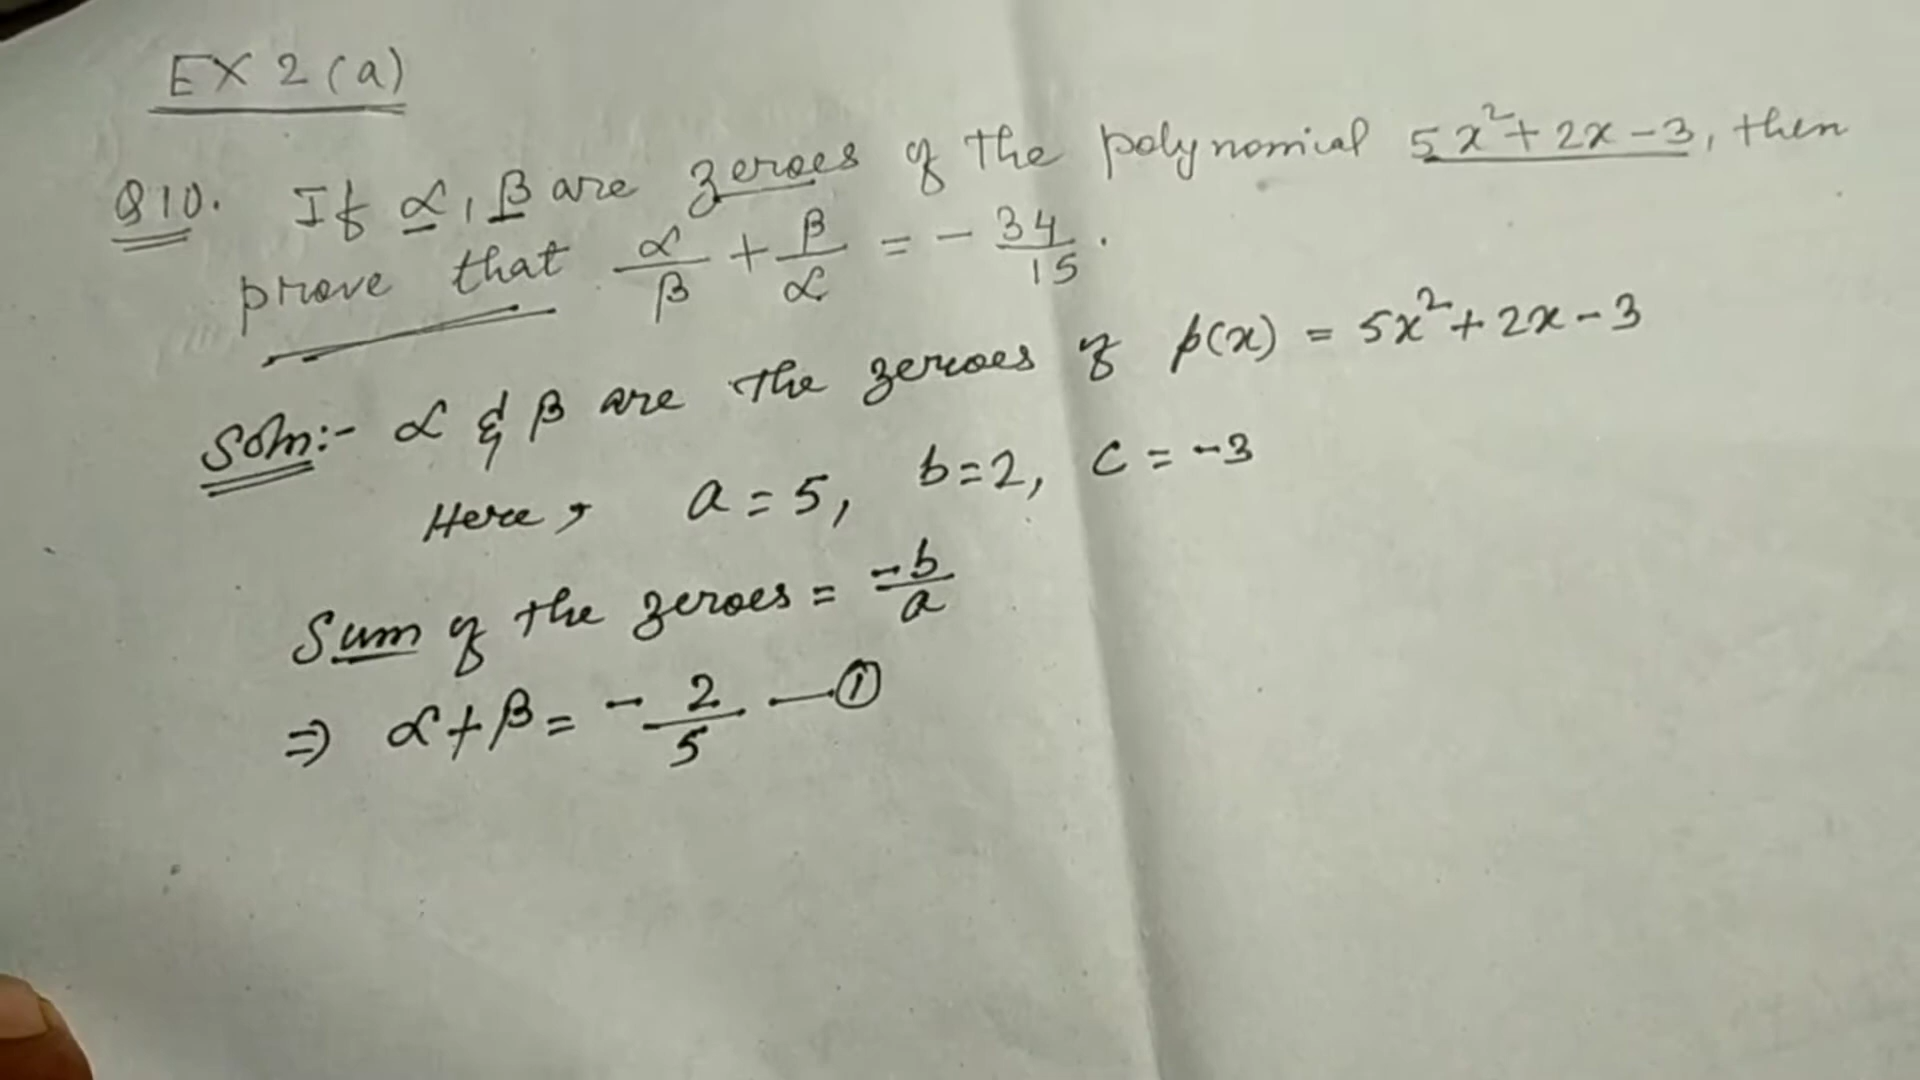 EX 2 (a)
Q10. If α, β are zeroes of the polynomial 5x²+2x-3, then
prove that α/β + β/α = - 34/15.
Soln:- α & β are the zeroes of p(x) = 5x²+2x-3
Here, a=5, b=2, c=-3
Sum of the zeroes = -b/a
⇒ α+β = - 2/5 —①